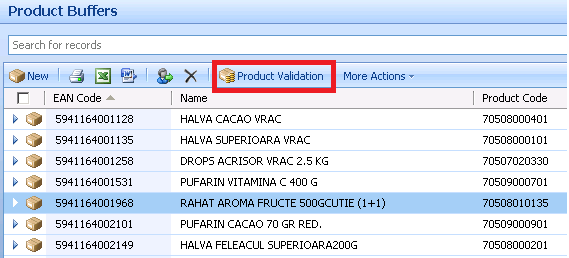 Product Buffers
Search for records
New Product Validation More Actions
EAN Code Name Product Code
5941164001128 HALVA CACAO VRAC 70508000401
5941164001135 HALVA SUPERIOARA VRAC 70508000101
5941164001258 DROPS ACRISOR VRAC 2.5 KG 70507020330
5941164001531 PUFARIN VITAMINA C 400 G 70509000701
5941164001968 RAHAT AROMA FRUCTE 500GCUTIE (1+1) 70508010135
5941164002101 PUFARIN CACAO 70 GR RED. 70509000901
5941164002149 HALVA FELEACUL SUPERIOARA200G 70508000201